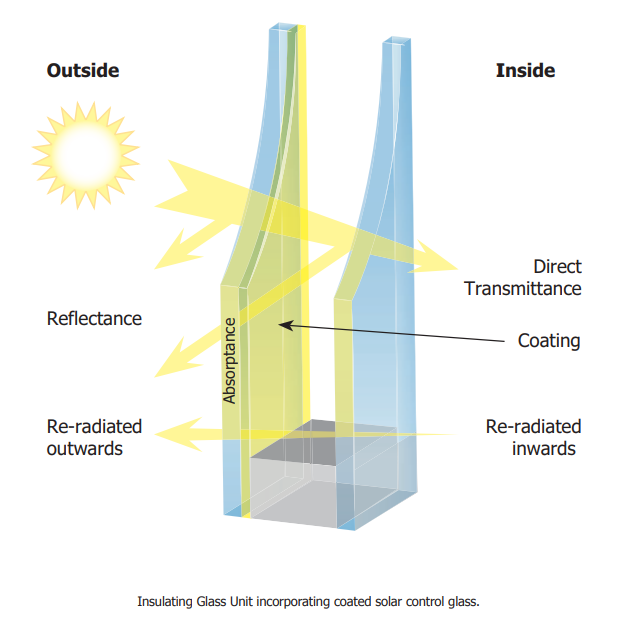 Outside
Inside
Direct
Transmittance
Reflectance
Coating
Absorptance
Re-radiated
outwards
Re-radiated
inwards
Insulating Glass Unit incorporating coated solar control glass.